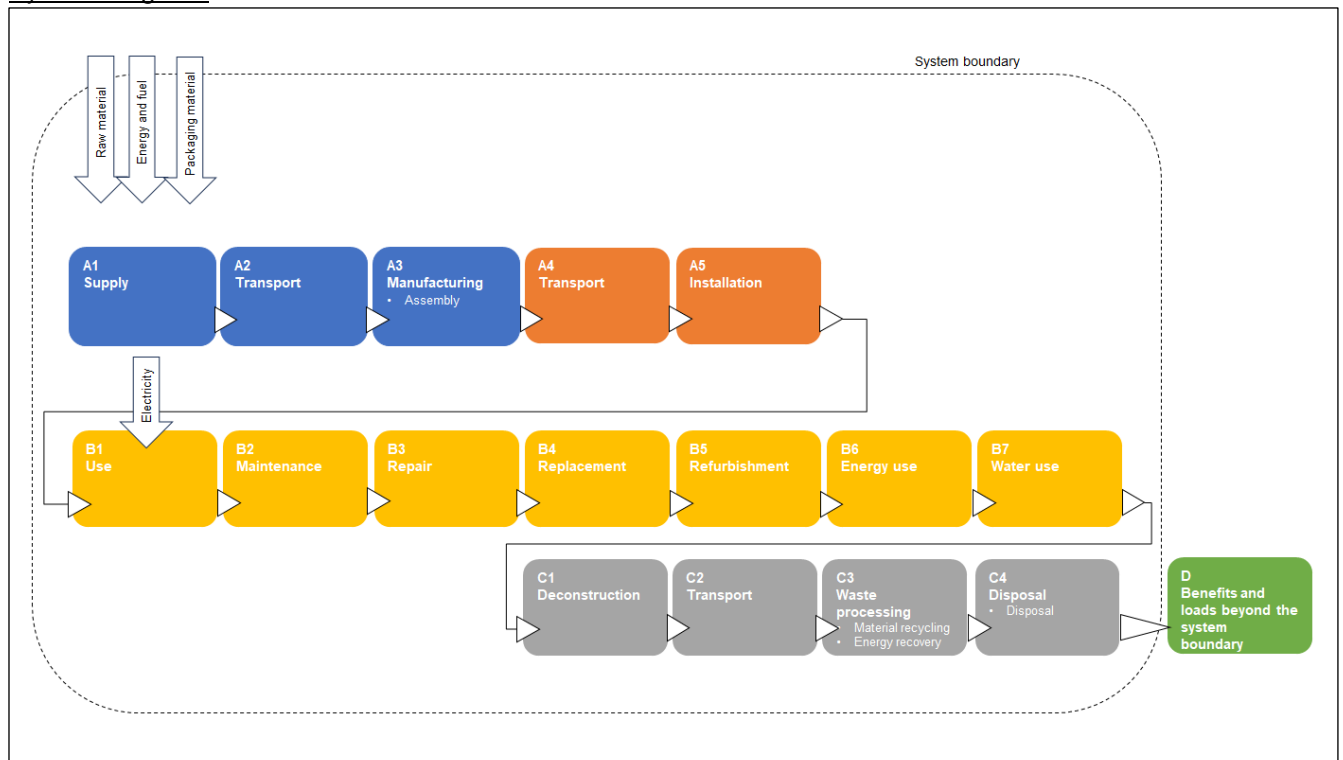 System boundary
Raw material
Energy and fuel
Packaging material
A1
Supply
A2
Transport
A3
Manufacturing
• Assembly
A4
Transport
A5
Installation
Electricity
B1
Use
B2
Maintenance
B3
Repair
B4
Replacement
B5
Refurbishment
B6
Energy use
B7
Water use
C1
Deconstruction
C2
Transport
C3
Waste
processing
• Material recycling
• Energy recovery
C4
Disposal
• Disposal
D
Benefits and
loads beyond the
system
boundary